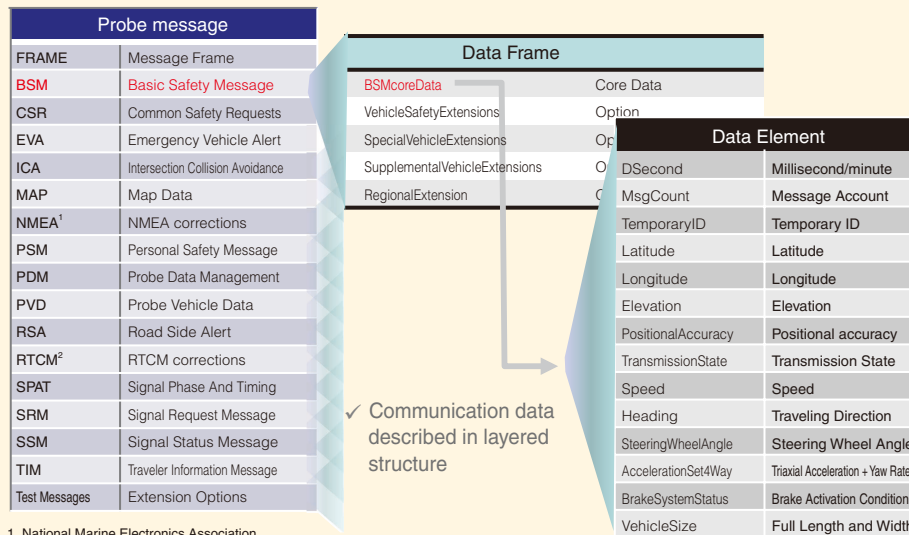 Probe message
FRAME Message Frame
BSM Basic Safety Message
CSR Common Safety Requests
EVA Emergency Vehicle Alert
ICA Intersection Collision Avoidance
MAP Map Data
NMEA1 NMEA corrections
PSM Personal Safety Message
PDM Probe Data Management
PVD Probe Vehicle Data
RSA Road Side Alert
RTCM2 RTCM corrections
SPAT Signal Phase And Timing
SRM Signal Request Message
SSM Signal Status Message
TIM Traveler Information Message
Test Messages Extension Options
1 National Marine Electronics Association
Data Frame
BSMcoreData Core Data
VehicleSafetyExtensions Option
SpecialVehicleExtensions Op
SupplementalVehicleExtensions O
RegionalExtension
✓ Communication data
described in layered
structure
Data Element
DSecond Millisecond/minute
MsgCount Message Account
TemporaryID Temporary ID
Latitude Latitude
Longitude Longitude
Elevation Elevation
PositionalAccuracy Positional accuracy
TransmissionState Transmission State
Speed Speed
Heading Traveling Direction
SteeringWheelAngle Steering Wheel Angle
AccelerationSet4Way Triaxial Acceleration + Yaw Rate
BrakeSystemStatus Brake Activation Condition
VehicleSize Full Length and Width